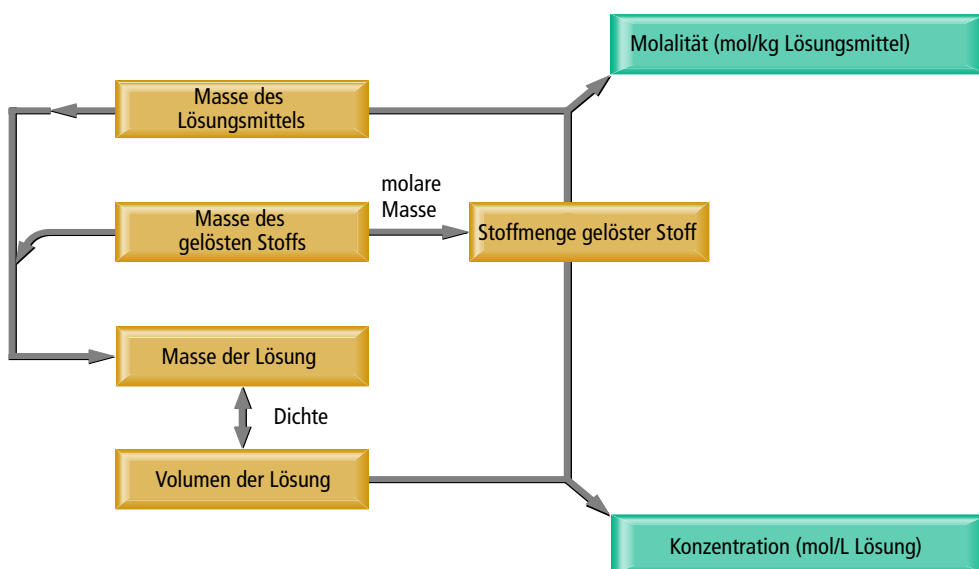 Molalität (mol/kg Lösungsmittel)
Masse des
Lösungsmittels
molare
Masse
Masse des
gelösten Stoffs
Stoffmenge gelöster Stoff
Masse der Lösung
Dichte
Volumen der Lösung
Konzentration (mol/L Lösung)